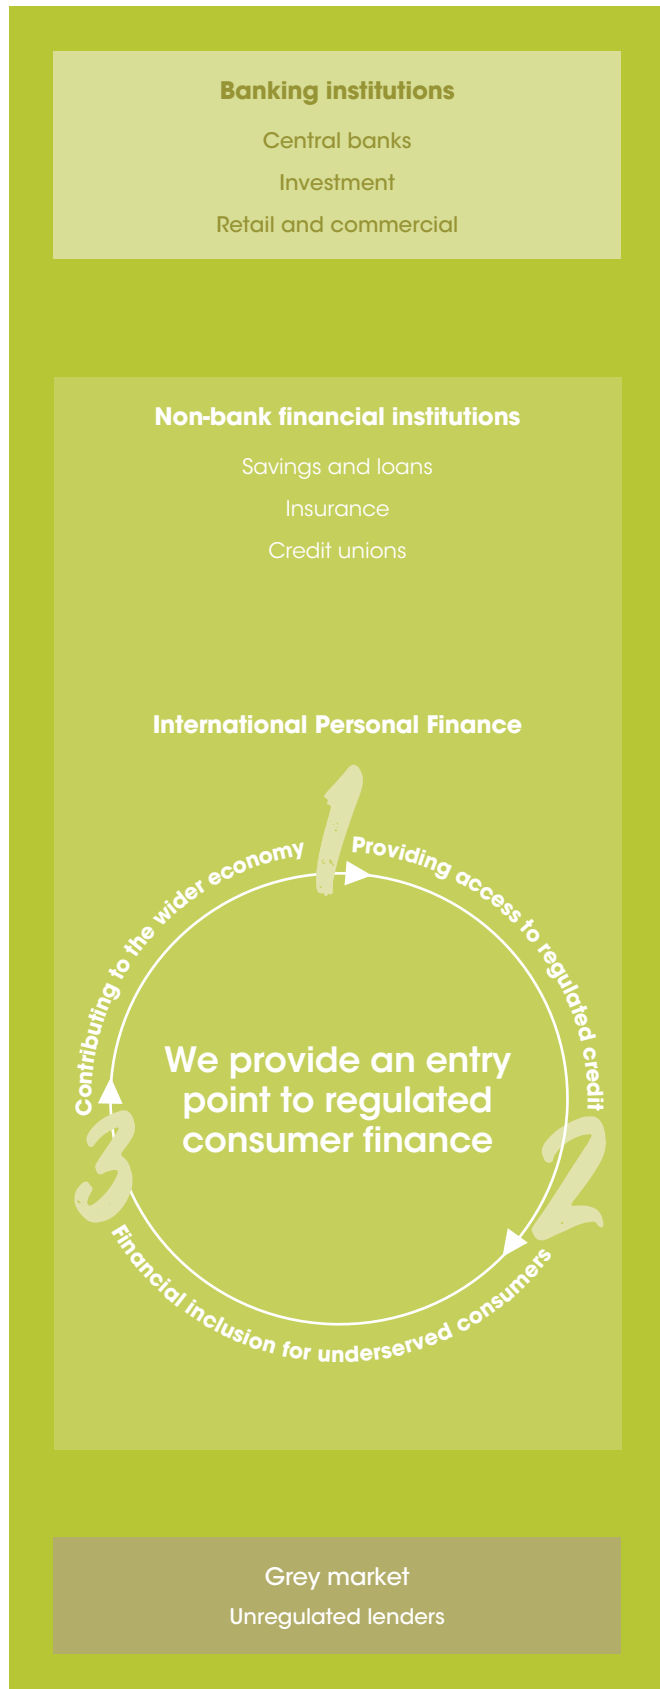 Banking institutions
Central banks
Investment
Retail and commercial
Non-bank financial institutions
Savings and loans
Insurance
Credit unions
International Personal Finance
1
Providing access to regulated credit
2
Financial inclusion for underserved consumers
3
Contributing to the wider economy
We provide an entry
point to regulated
consumer finance
Grey market
Unregulated lenders